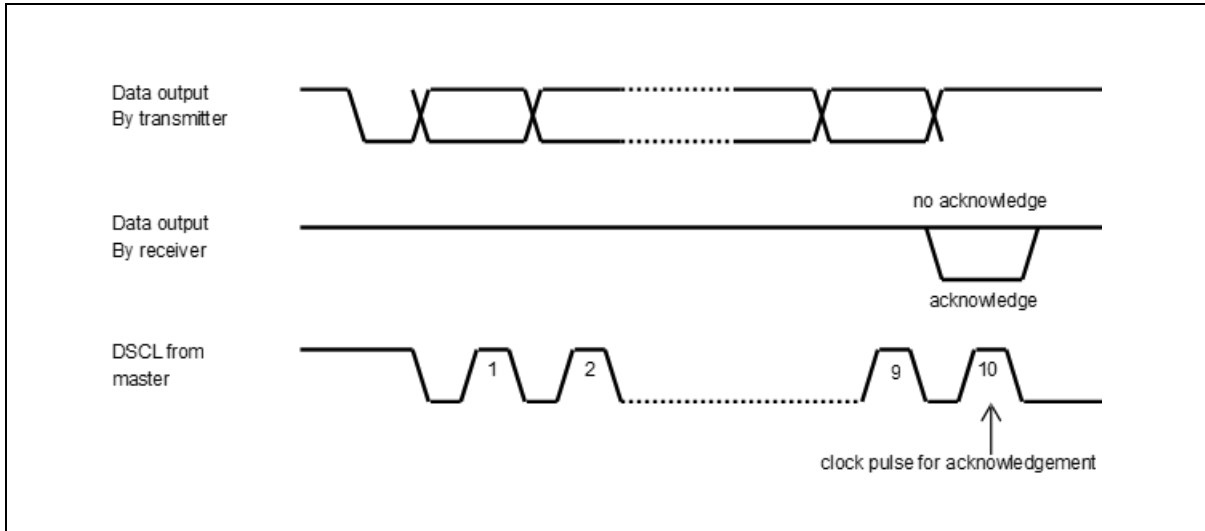 Data output
By transmitter
no acknowledge
Data output
By receiver
acknowledge
DSCL from
master
1
2
9
10
clock pulse for acknowledgement